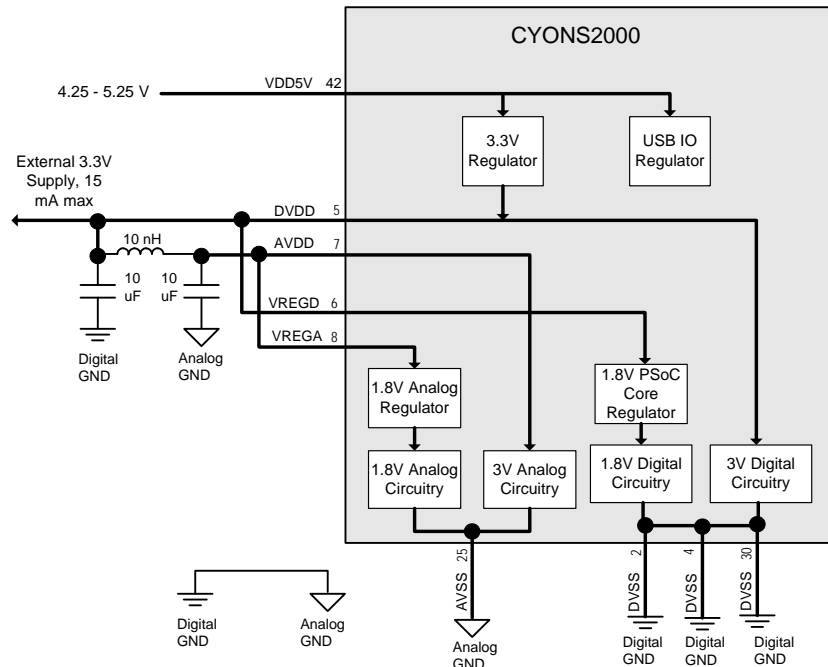 CYONS2000
4.25 - 5.25 V
VDD5V 42
3.3V
Regulator
USB IO
Regulator
External 3.3V
Supply, 15
mA max
DVDD 5
10 nH
AVDD 7
10
uF
10
uF
VREGD 6
VREGA 8
Digital
GND
Analog
GND
1.8V Analog
Regulator
1.8V PSoC
Core
Regulator
1.8V Analog
Circuitry
3V Analog
Circuitry
1.8V Digital
Circuitry
3V Digital
Circuitry
AVSS 25
DVSS 2
DVSS 4
DVSS 30
Digital
GND
Analog
GND
Analog
GND
Digital
GND
Digital
GND
Digital
GND